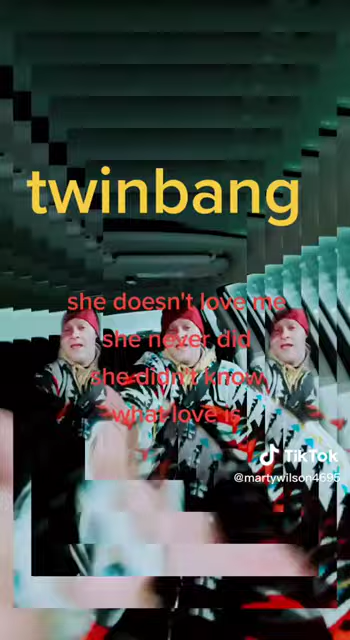 twinbang
she doesn't love me
she never did
she didn't know
what love is
TikTok
@martywilson4695